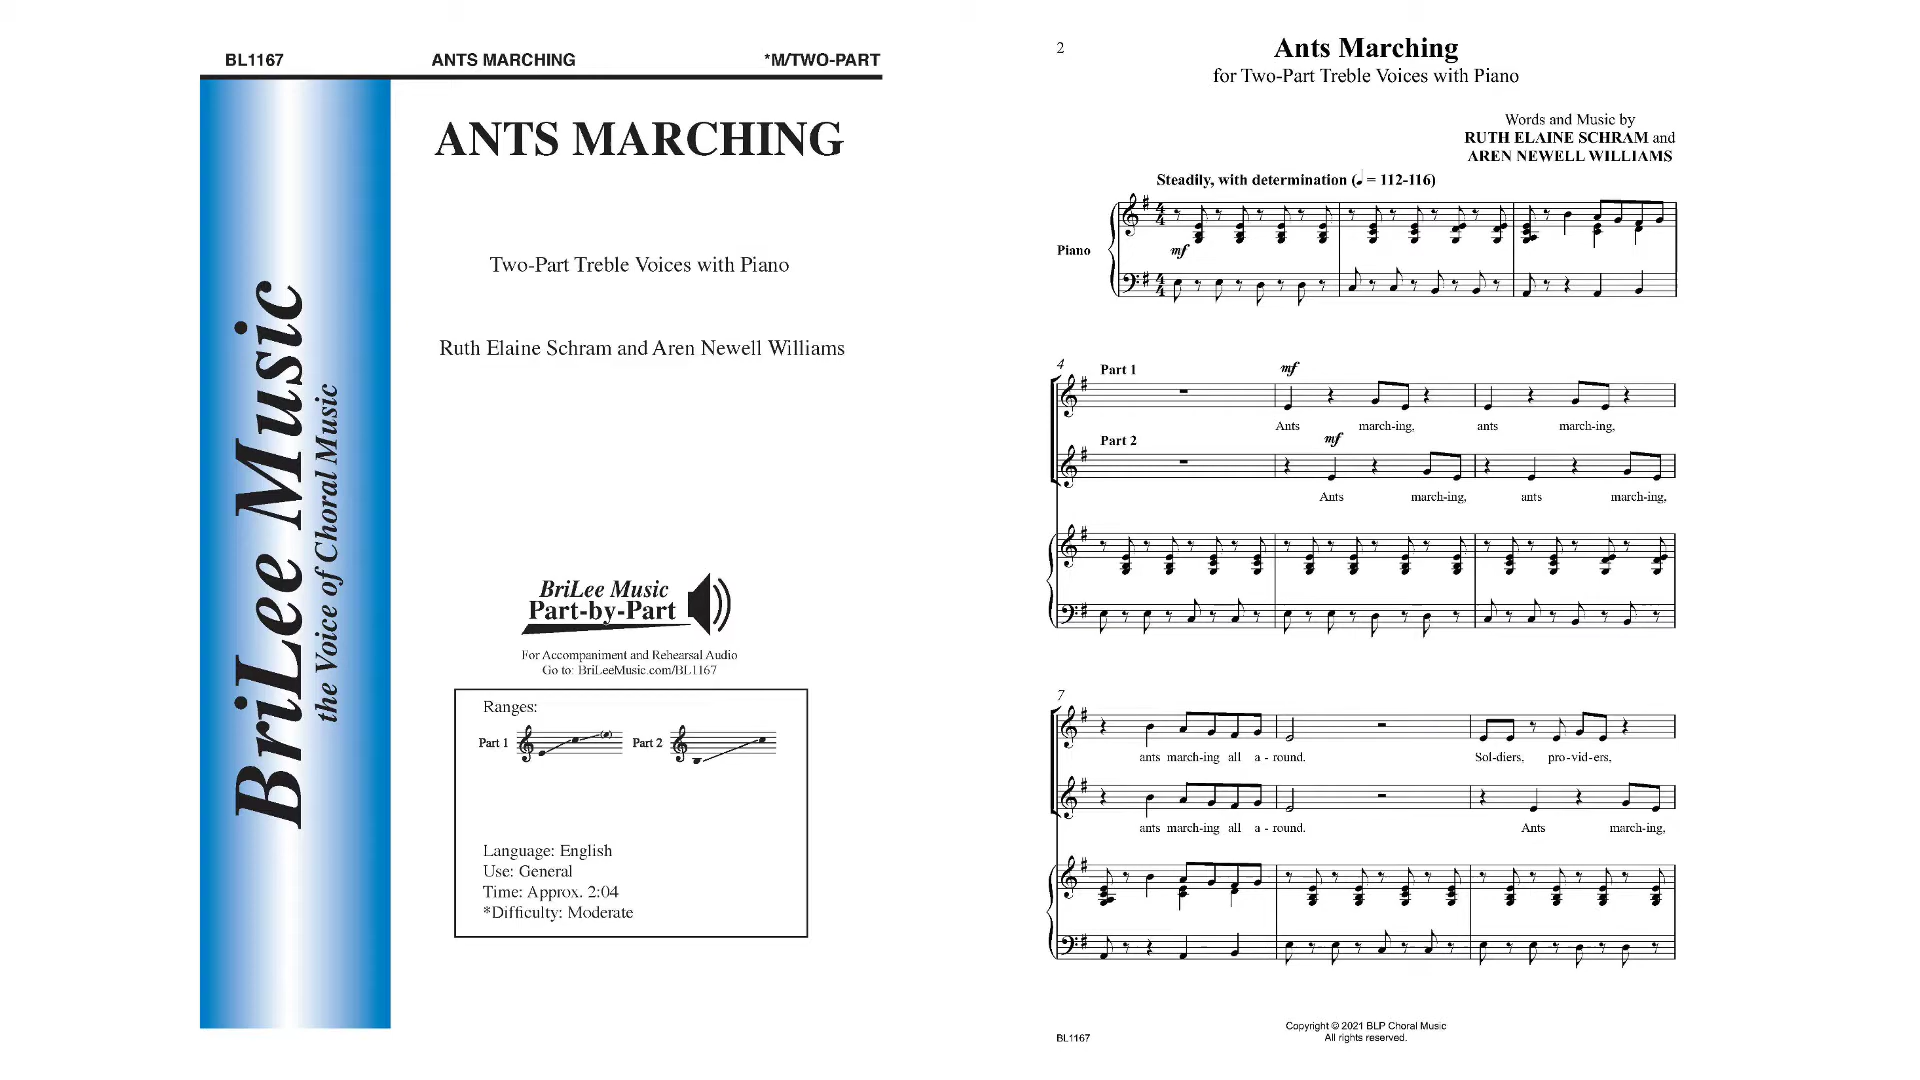 BL1167 ANTS MARCHING *M/TWO-PART
BriLee Music
the Voice of Choral Music
ANTS MARCHING
Two-Part Treble Voices with Piano
Ruth Elaine Schram and Aren Newell Williams
BriLee Music
Part-by-Part
For Accompaniment and Rehearsal Audio
Go to: BriLeeMusic.com/BL1167
Ranges:
Part 1 Part 2
Language: English
Use: General
Time: Approx. 2:04
*Difficulty: Moderate
2
Ants Marching
for Two-Part Treble Voices with Piano
Words and Music by
RUTH ELAINE SCHRAM and
AREN NEWELL WILLIAMS
Steadily, with determination (♩ = 112-116)
mf
Piano
4
Part 1 mf
Ants march-ing, ants march-ing,
Part 2 mf
Ants march-ing, ants march-ing,
7
ants march-ing all a - round. Sol-diers, pro-vid-ers,
ants march-ing all a - round. Ants march-ing,
Copyright © 2021 BLP Choral Music
All rights reserved.
BL1167